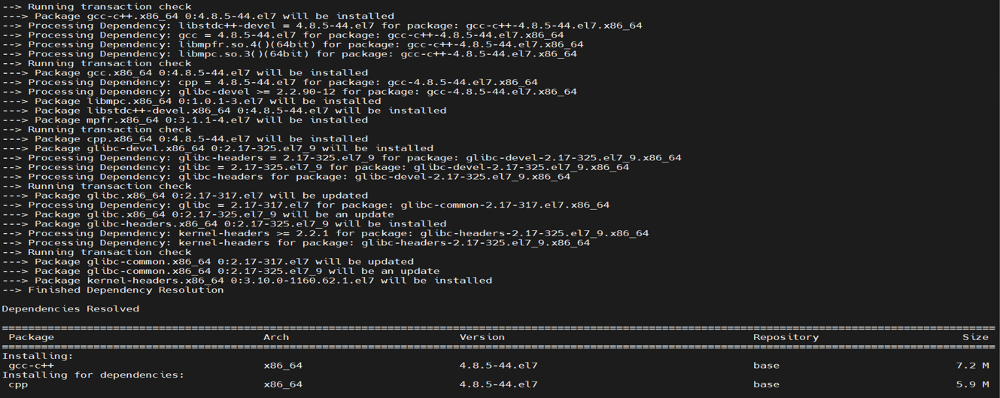 --> Running transaction check
---> Package gcc-c++.x86_64 0:4.8.5-44.el7 will be installed
--> Processing Dependency: libstdc++-devel = 4.8.5-44.el7 for package: gcc-c++-4.8.5-44.el7.x86_64
--> Processing Dependency: gcc = 4.8.5-44.el7 for package: gcc-c++-4.8.5-44.el7.x86_64
--> Processing Dependency: libmpfr.so.4()(64bit) for package: gcc-c++-4.8.5-44.el7.x86_64
--> Processing Dependency: libmpc.so.3()(64bit) for package: gcc-c++-4.8.5-44.el7.x86_64
--> Running transaction check
---> Package gcc.x86_64 0:4.8.5-44.el7 will be installed
--> Processing Dependency: cpp = 4.8.5-44.el7 for package: gcc-4.8.5-44.el7.x86_64
--> Processing Dependency: glibc-devel >= 2.2.90-12 for package: gcc-4.8.5-44.el7.x86_64
---> Package libmpc.x86_64 0:1.0.1-3.el7 will be installed
---> Package libstdc++-devel.x86_64 0:4.8.5-44.el7 will be installed
---> Package mpfr.x86_64 0:3.1.1-4.el7 will be installed
--> Running transaction check
---> Package cpp.x86_64 0:4.8.5-44.el7 will be installed
---> Package glibc-devel.x86_64 0:2.17-325.el7_9 will be installed
--> Processing Dependency: glibc-headers = 2.17-325.el7_9 for package: glibc-devel-2.17-325.el7_9.x86_64
--> Processing Dependency: glibc = 2.17-325.el7_9 for package: glibc-devel-2.17-325.el7_9.x86_64
--> Processing Dependency: glibc-headers for package: glibc-devel-2.17-325.el7_9.x86_64
--> Running transaction check
---> Package glibc.x86_64 0:2.17-317.el7 will be updated
--> Processing Dependency: glibc = 2.17-317.el7 for package: glibc-common-2.17-317.el7.x86_64
---> Package glibc.x86_64 0:2.17-325.el7_9 will be an update
---> Package glibc-headers.x86_64 0:2.17-325.el7_9 will be installed
--> Processing Dependency: kernel-headers >= 2.2.1 for package: glibc-headers-2.17-325.el7_9.x86_64
--> Processing Dependency: kernel-headers for package: glibc-headers-2.17-325.el7_9.x86_64
--> Running transaction check
---> Package glibc-common.x86_64 0:2.17-317.el7 will be updated
---> Package glibc-common.x86_64 0:2.17-325.el7_9 will be an update
---> Package kernel-headers.x86_64 0:3.10.0-1160.62.1.el7 will be installed
--> Finished Dependency Resolution
Dependencies Resolved
Package Arch Version Repository Size
Installing:
gcc-c++ x86_64 4.8.5-44.el7 base 7.2 M
Installing for dependencies:
cpp x86_64 4.8.5-44.el7 base 5.9 M